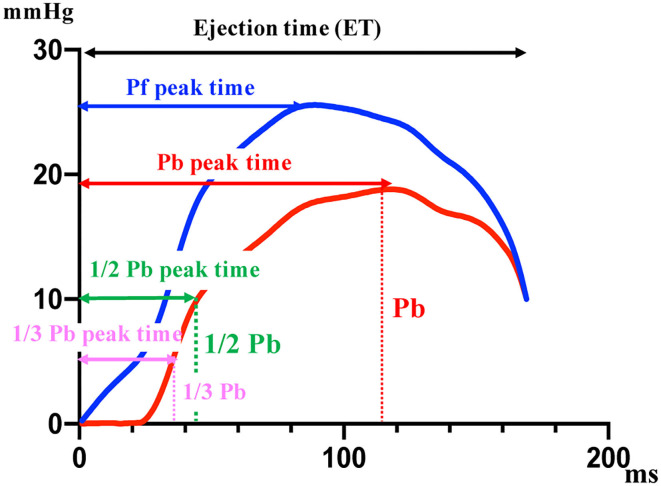 mmHg
Ejection time (ET)
30
Pf peak time
Pb peak time
20
1/2 Pb peak time
10
1/3 Pb peak time
1/2 Pb
Pb
1/3 Pb
0
0
100
200
ms